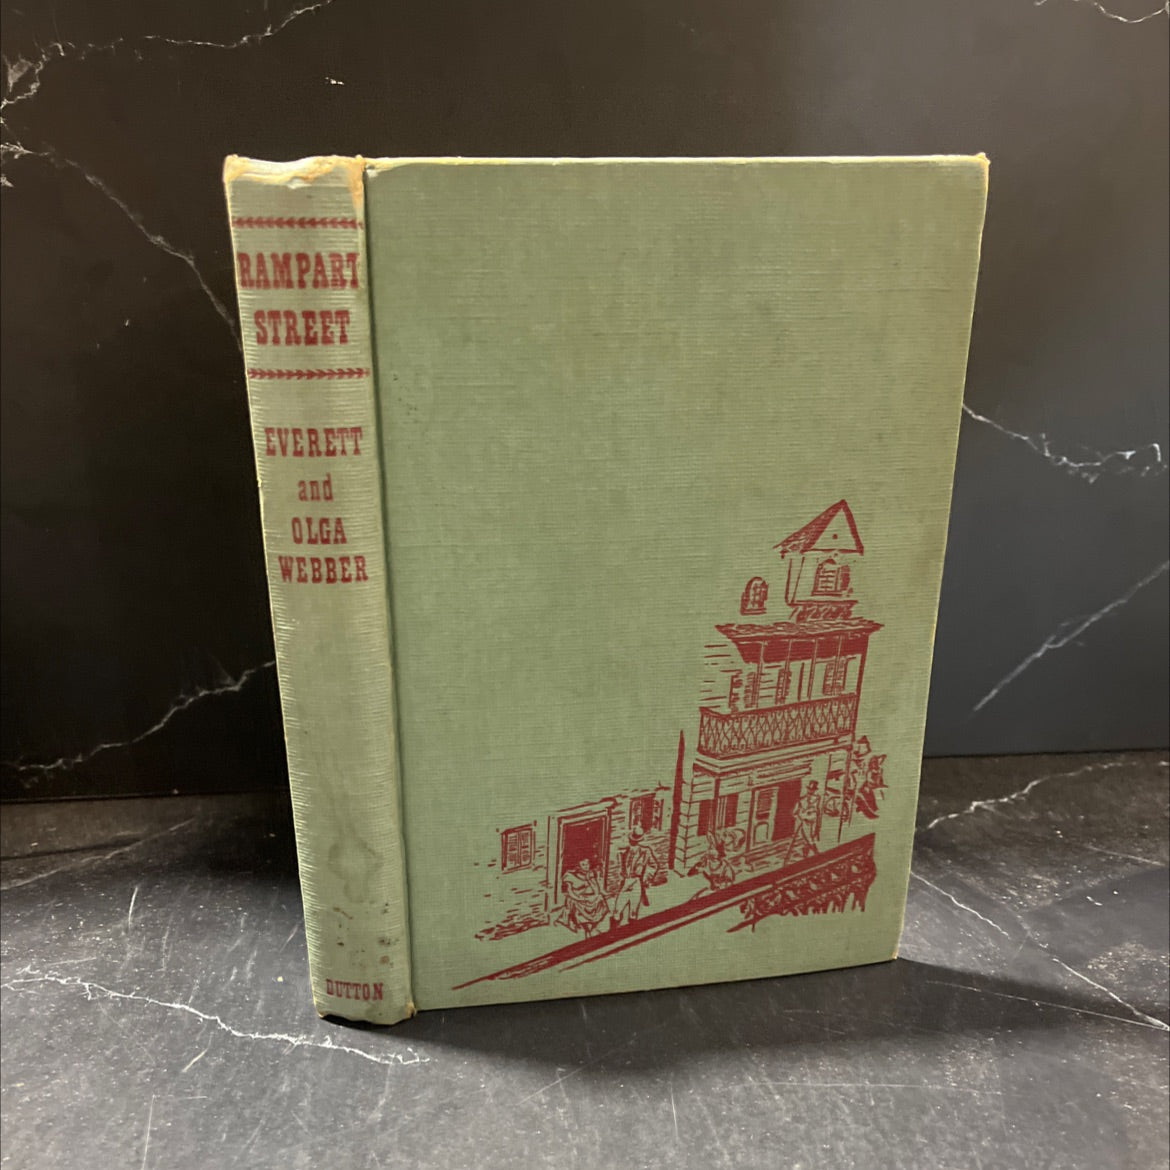 RAMPART
STREET
EVERETT
and
OLGA
WEBBER
DUTTON